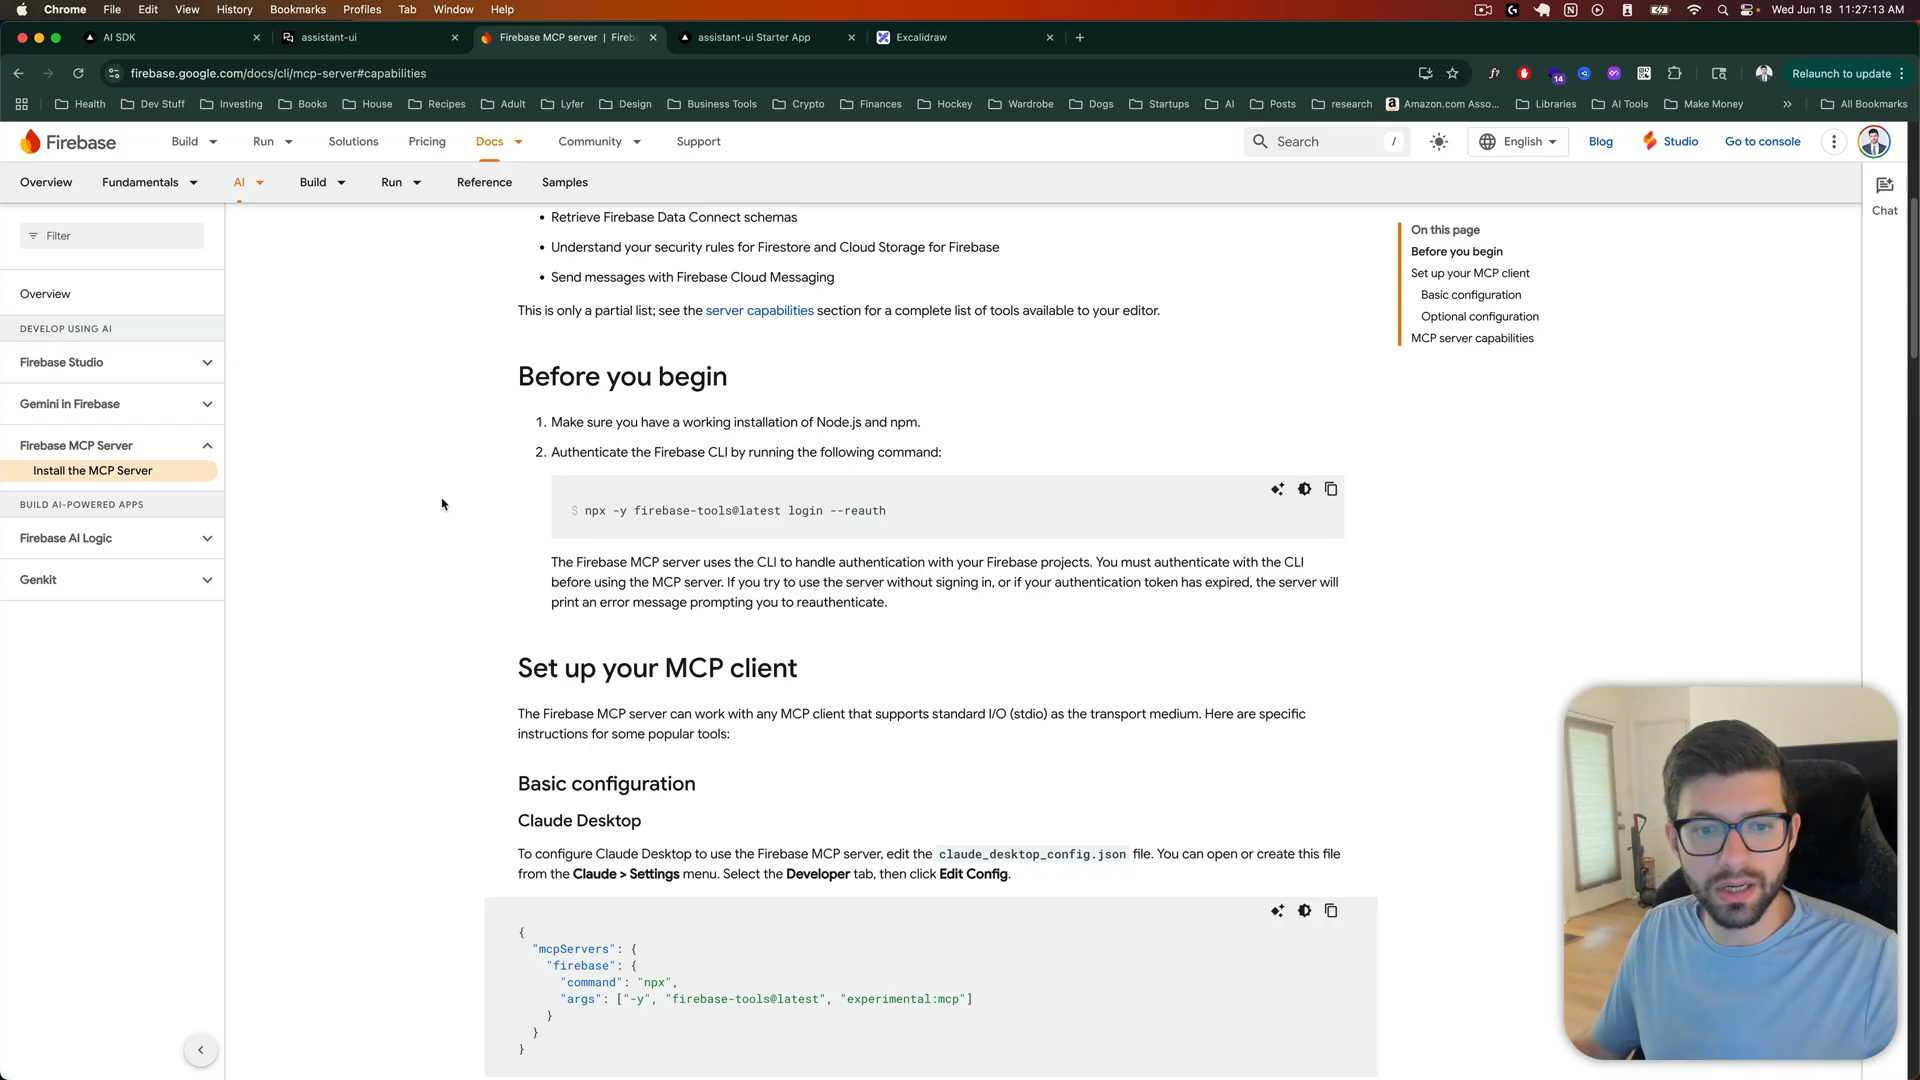 Chrome File Edit View History Bookmarks Profiles Tab Window Help Wed Jun 18 11:27:13 AM
AI SDK assistant-ui Firebase MCP server | Fireba assistant-ui Starter App Excalidraw
firebase.google.com/docs/cli/mcp-server#capabilities 14 Relaunch to update
Health Dev Stuff Investing Books House Recipes Adult Lyfer Design Business Tools Crypto Finances Hockey Wardrobe Dogs Startups AI Posts research Amazon.com Asso... Libraries AI Tools Make Money » All Bookmarks
Firebase Build Run Solutions Pricing Docs Community Support Search / English Blog Studio Go to console
Overview Fundamentals AI Build Run Reference Samples
Chat
Filter
Overview
DEVELOP USING AI
Firebase Studio
Gemini in Firebase
Firebase MCP Server
Install the MCP Server
BUILD AI-POWERED APPS
Firebase AI Logic
Genkit
• Retrieve Firebase Data Connect schemas
• Understand your security rules for Firestore and Cloud Storage for Firebase
• Send messages with Firebase Cloud Messaging
This is only a partial list; see the server capabilities section for a complete list of tools available to your editor.
Before you begin
1. Make sure you have a working installation of Node.js and npm.
2. Authenticate the Firebase CLI by running the following command:
$ npx -y firebase-tools@latest login --reauth
The Firebase MCP server uses the CLI to handle authentication with your Firebase projects. You must authenticate with the CLI
before using the MCP server. If you try to use the server without signing in, or if your authentication token has expired, the server will
print an error message prompting you to reauthenticate.
Set up your MCP client
The Firebase MCP server can work with any MCP client that supports standard I/O (stdio) as the transport medium. Here are specific
instructions for some popular tools:
Basic configuration
Claude Desktop
To configure Claude Desktop to use the Firebase MCP server, edit the claude_desktop_config.json file. You can open or create this file
from the Claude > Settings menu. Select the Developer tab, then click Edit Config.
{
"mcpServers": {
"firebase": {
"command": "npx",
"args": ["-y", "firebase-tools@latest", "experimental:mcp"]
}
}
}
On this page
Before you begin
Set up your MCP client
Basic configuration
Optional configuration
MCP server capabilities